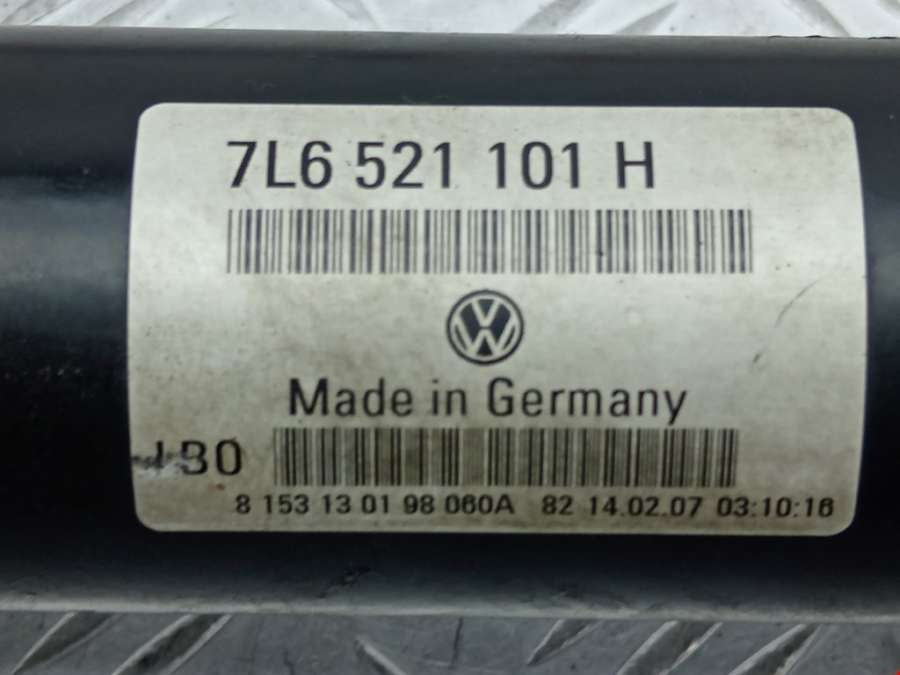 7L6 521 101 H
Made in Germany
B0
8 153 13 01 98 060A 82 14.02.07 03:10:16